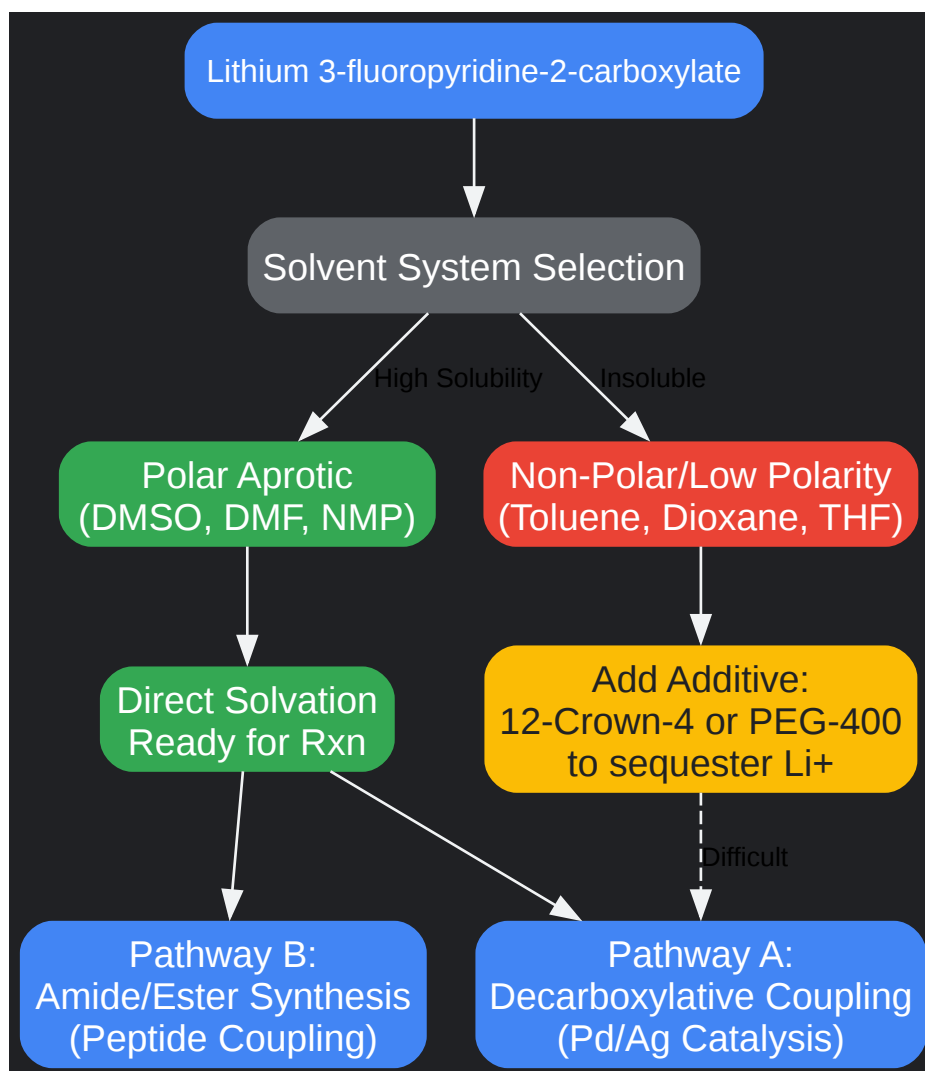 Lithium 3-fluoropyridine-2-carboxylate
Solvent System Selection
High Solubility
Insoluble
Polar Aprotic
(DMSO, DMF, NMP)
Non-Polar/Low Polarity
(Toluene, Dioxane, THF)
Direct Solvation
Ready for Rxn
Add Additive:
12-Crown-4 or PEG-400
to sequester Li+
Difficult
Pathway B:
Amide/Ester Synthesis
(Peptide Coupling)
Pathway A:
Decarboxylative Coupling
(Pd/Ag Catalysis)